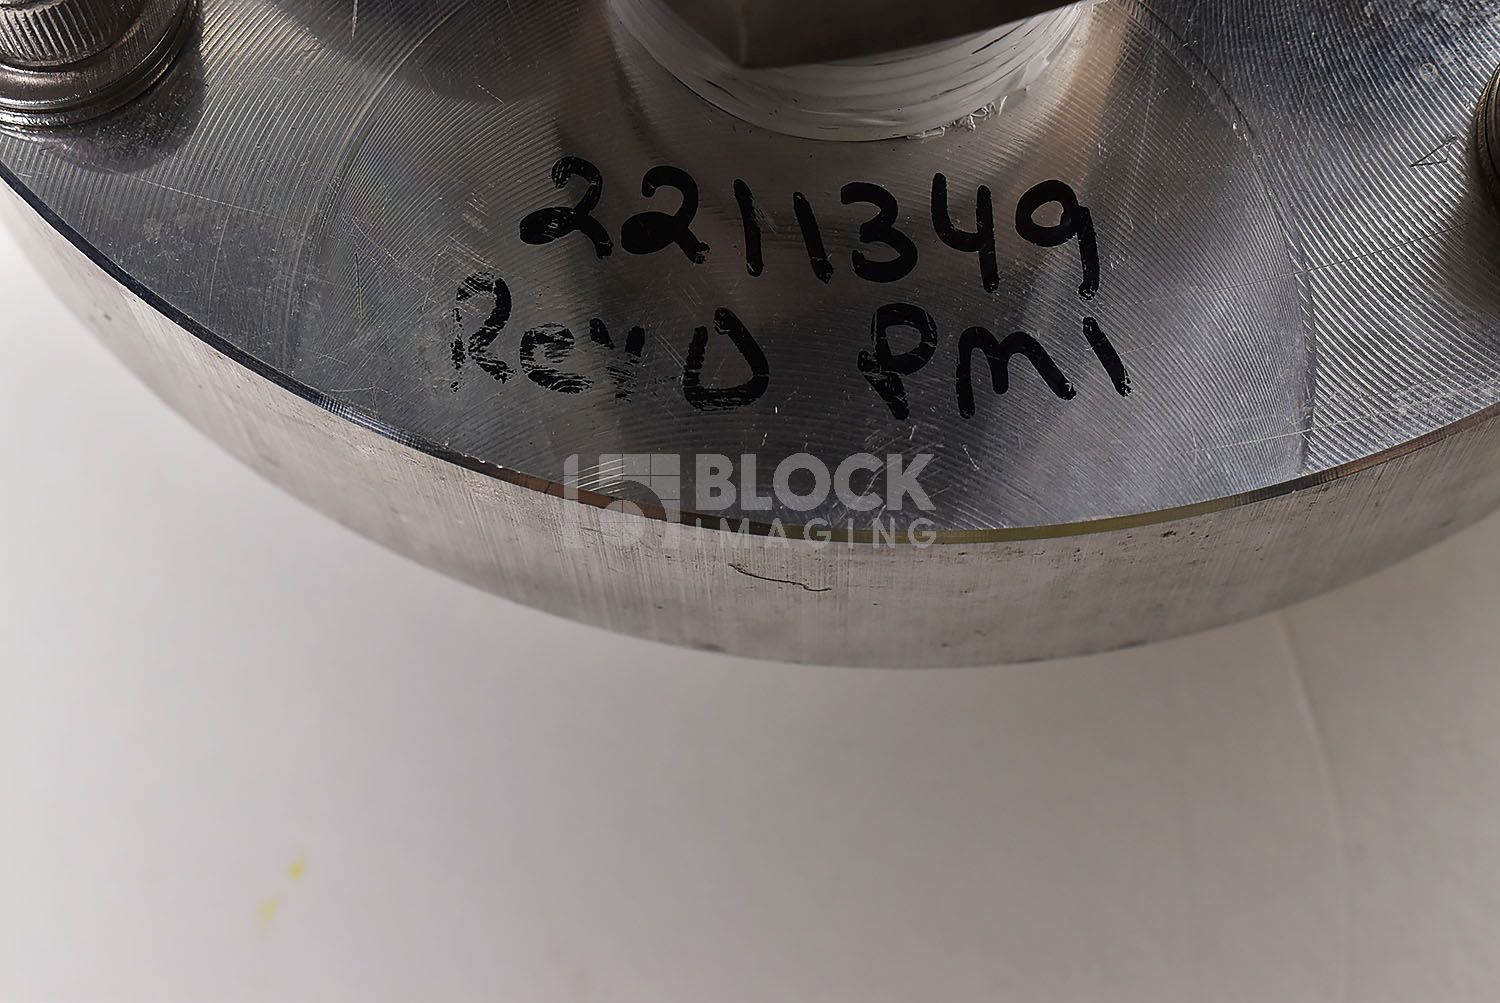 2211349
Rev D PM1
BLOCK
IMAGING